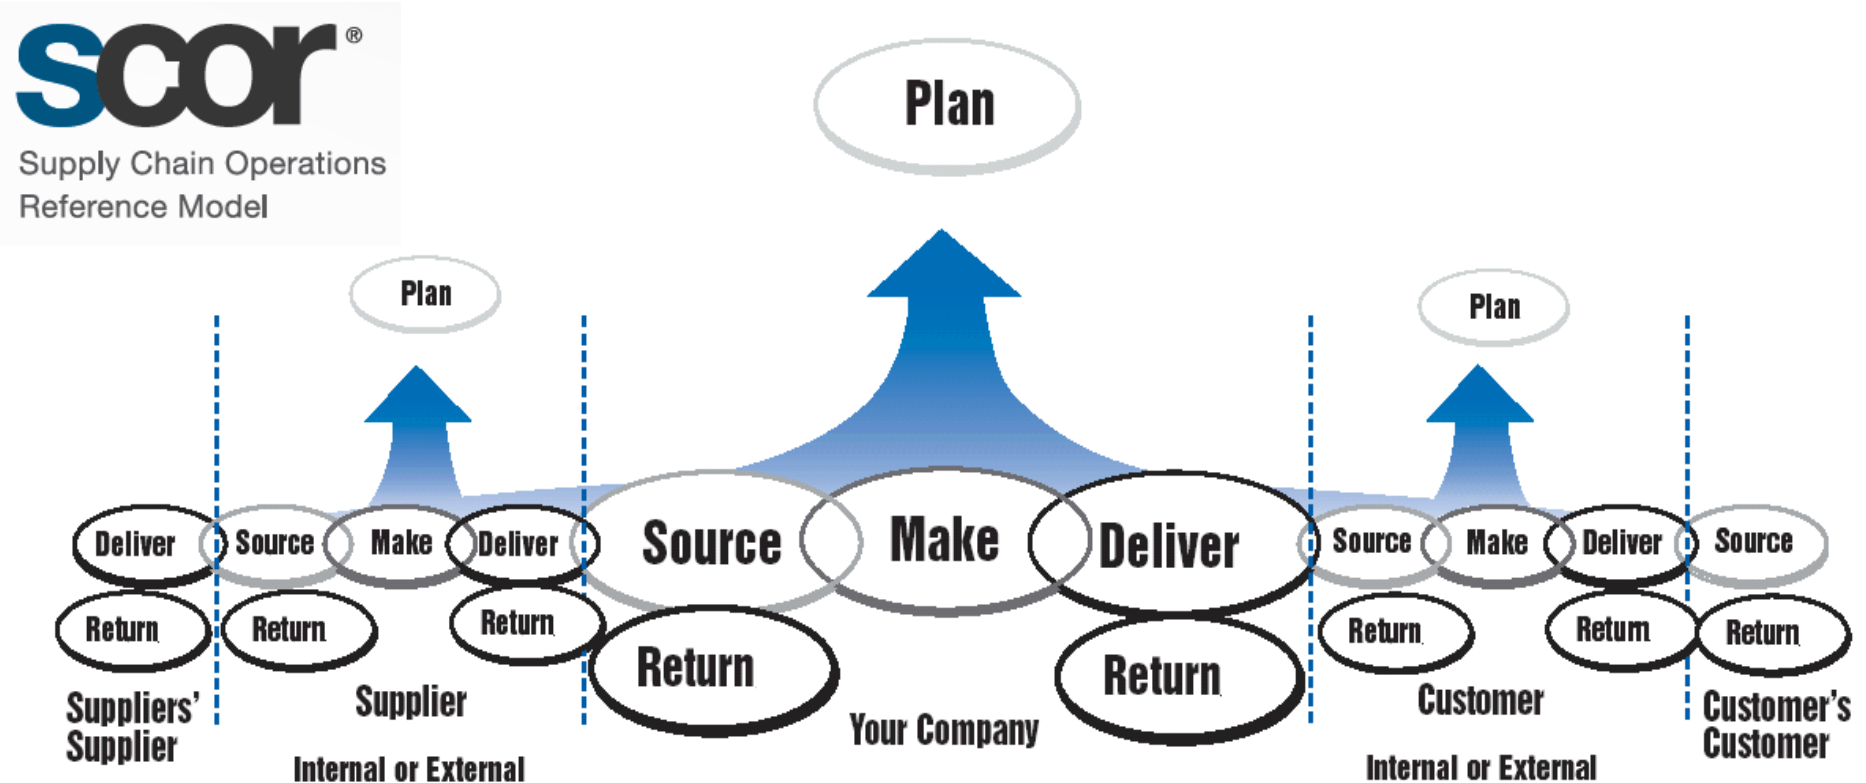 scor®
Supply Chain Operations
Reference Model
Plan
Plan
Plan
Deliver
Source
Make
Deliver
Source
Make
Deliver
Source
Make
Deliver
Source
Return
Return
Return
Return
Return
Return
Return
Return
Suppliers’
Supplier
Supplier
Internal or External
Your Company
Customer
Internal or External
Customer’s
Customer